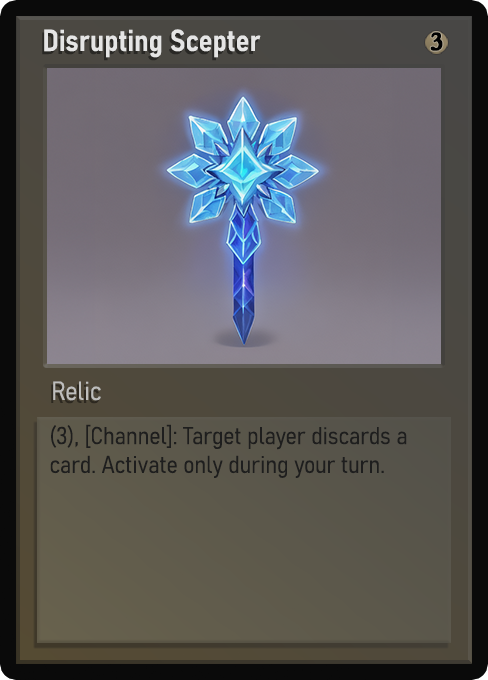 Disrupting Scepter 3
Relic
(3), [Channel]: Target player discards a
card. Activate only during your turn.